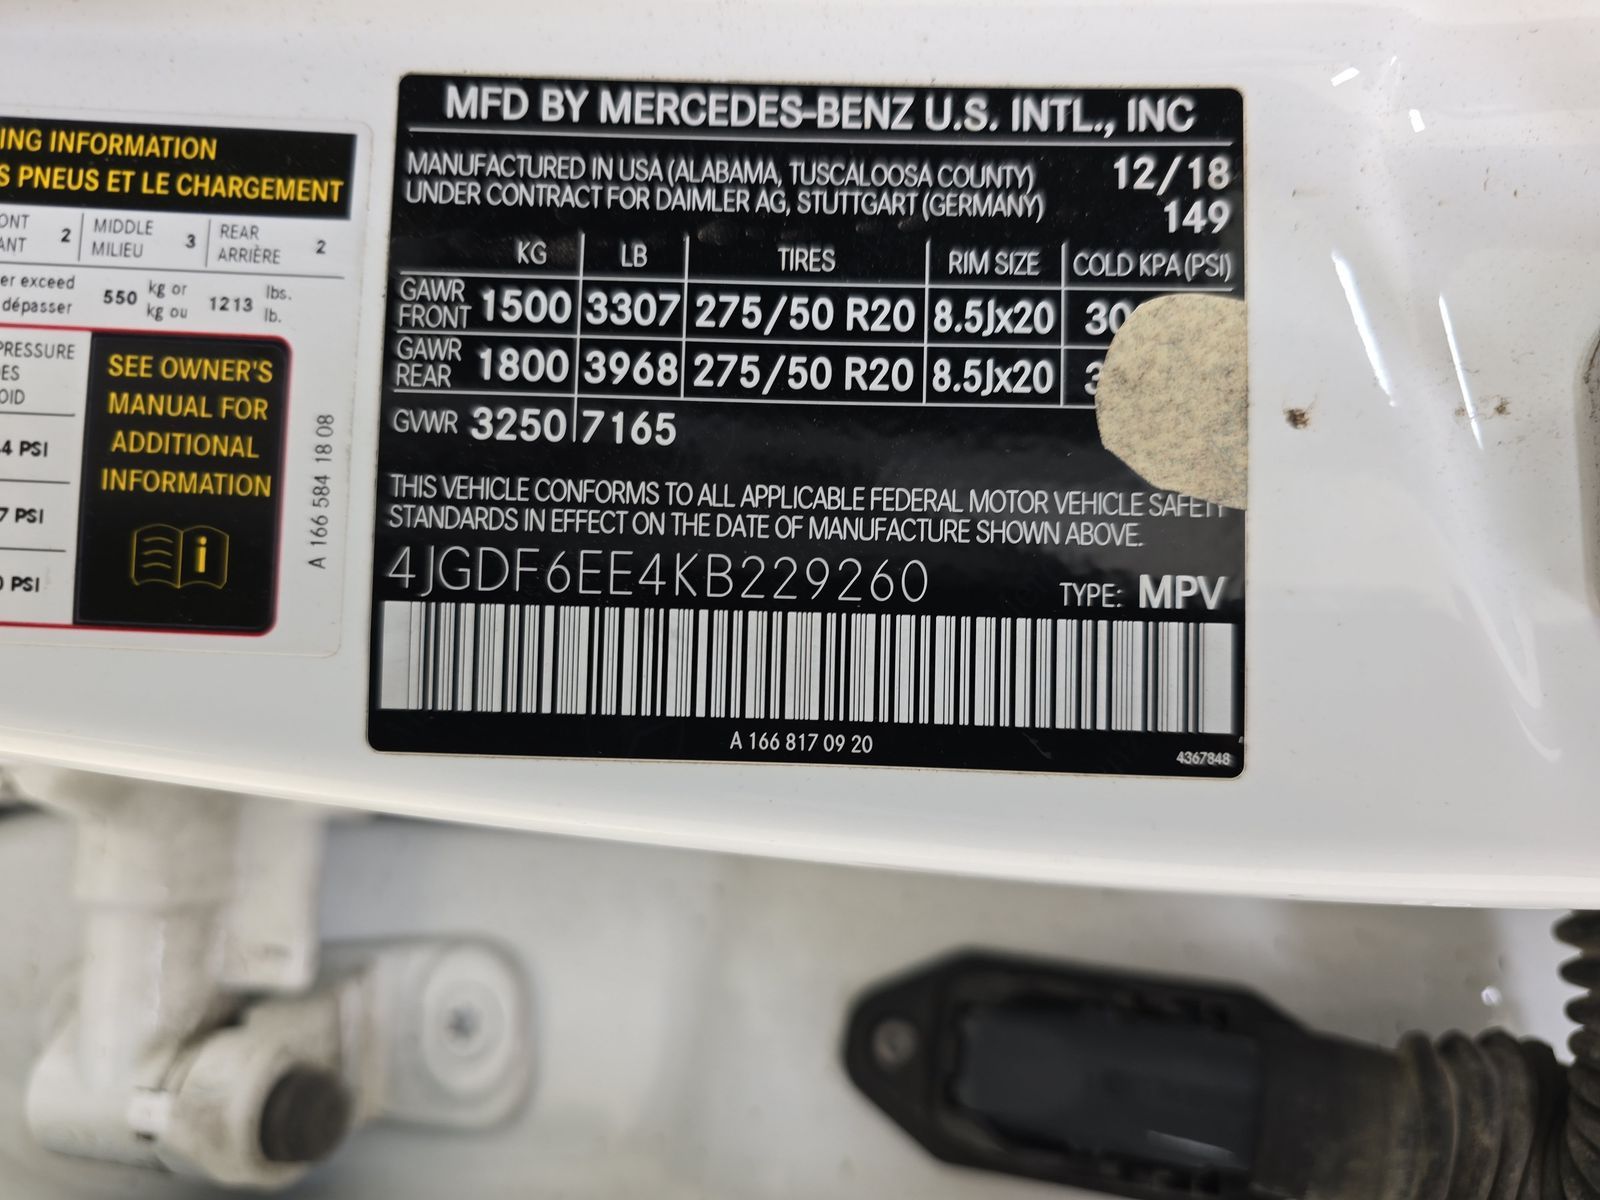 ING INFORMATION
S PNEUS ET LE CHARGEMENT
2
MIDDLE
MILIEU
3
REAR
ARRIÈRE
2
er exceed
dépasser
550
kg or
kg ou
1213
lbs.
lb.
PRESSURE
SEE OWNER'S
MANUAL FOR
ADDITIONAL
INFORMATION
i
4 PSI
7 PSI
0 PSI
A 166 584 18 08
MFD BY MERCEDES-BENZ U.S. INTL., INC
MANUFACTURED IN USA (ALABAMA, TUSCALOOSA COUNTY) 12/18
UNDER CONTRACT FOR DAIMLER AG, STUTTGART (GERMANY) 149
KG LB TIRES RIM SIZE COLD KPA (PSI)
GAWR
FRONT 1500 3307 275/50 R20 8.5Jx20 30
GAWR
REAR 1800 3968 275/50 R20 8.5Jx20 3
GVWR 3250 7165
THIS VEHICLE CONFORMS TO ALL APPLICABLE FEDERAL MOTOR VEHICLE SAFETY
STANDARDS IN EFFECT ON THE DATE OF MANUFACTURE SHOWN ABOVE.
4JGDF6EE4KB229260 TYPE: MPV
A 166 817 09 20
4367848